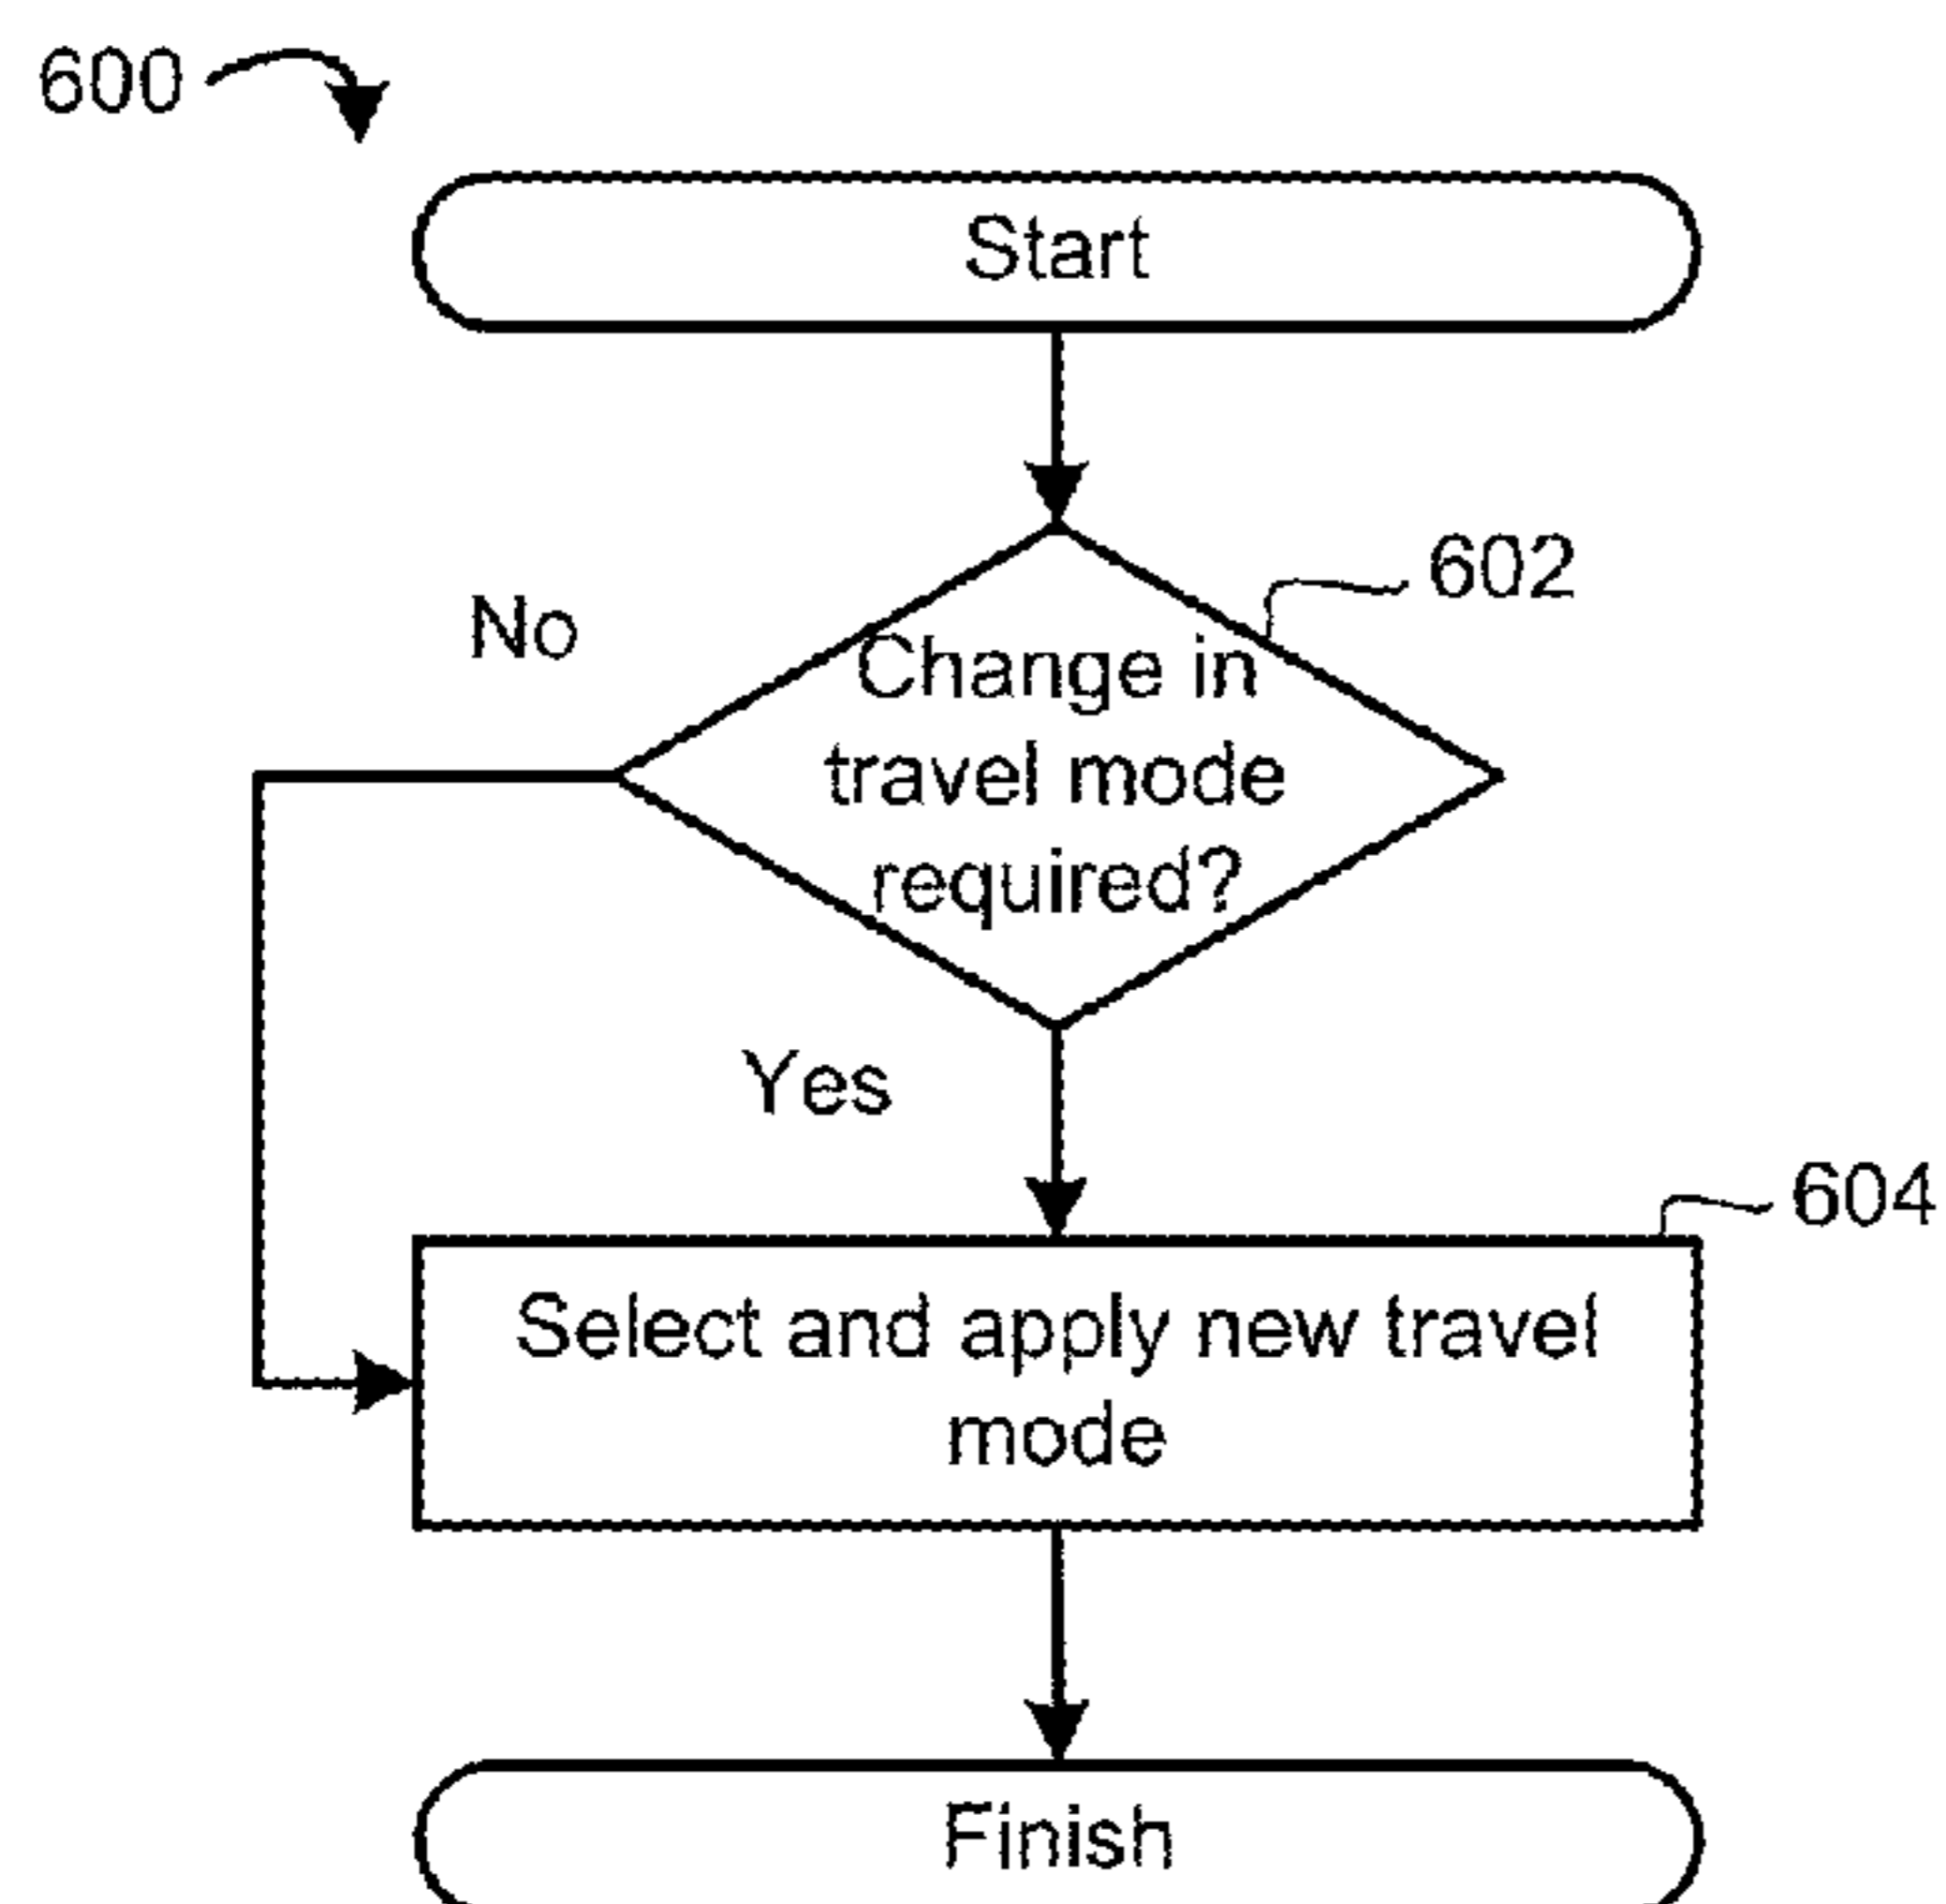 600
Start
602
No
Change in
travel mode
required?
Yes
604
Select and apply new travel
mode
Finish